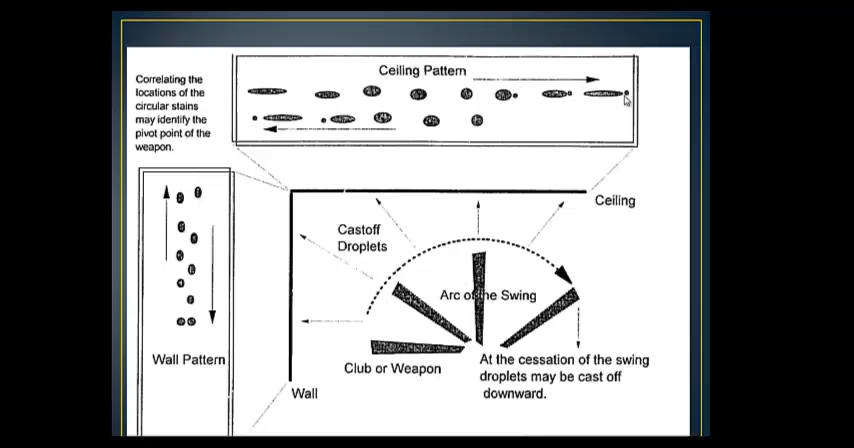 Ceiling Pattern
Correlating the
locations of the
circular stains
may identify the
pivot point of the
weapon.
Ceiling
Castoff
Droplets
Arc of the Swing
Wall Pattern
Club or Weapon
At the cessation of the swing
droplets may be cast off
downward.
Wall